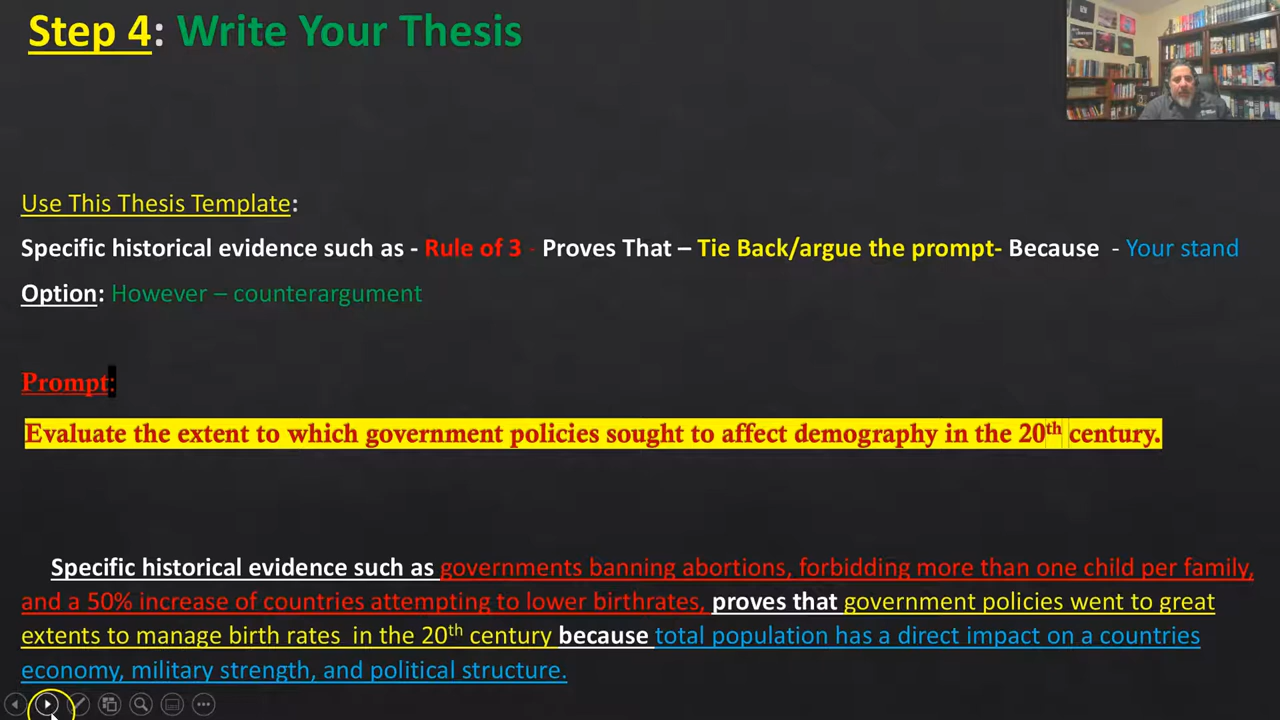 Step 4: Write Your Thesis
Use This Thesis Template:
Specific historical evidence such as - Rule of 3 - Proves That – Tie Back/argue the prompt- Because - Your stand
Option: However – counterargument
Prompt:
Evaluate the extent to which government policies sought to affect demography in the 20th century.
Specific historical evidence such as governments banning abortions, forbidding more than one child per family,
and a 50% increase of countries attempting to lower birthrates, proves that government policies went to great
extents to manage birth rates in the 20th century because total population has a direct impact on a countries
economy, military strength, and political structure.